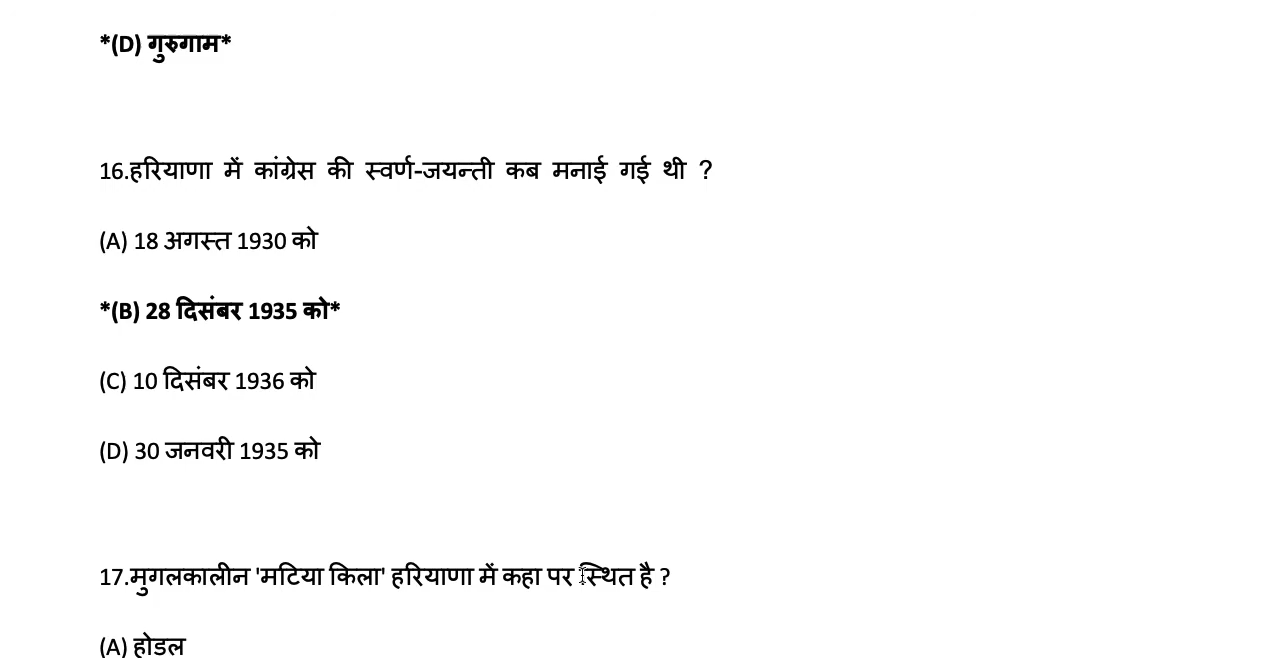 *(D) गुरुगाम*
16.हरियाणा में कांग्रेस की स्वर्ण-जयन्ती कब मनाई गई थी ?
(A) 18 अगस्त 1930 को
*(B) 28 दिसंबर 1935 को*
(C) 10 दिसंबर 1936 को
(D) 30 जनवरी 1935 को
17.मुगलकालीन 'मटिया किला' हरियाणा में कहा पर स्थित है ?
(A) होडल